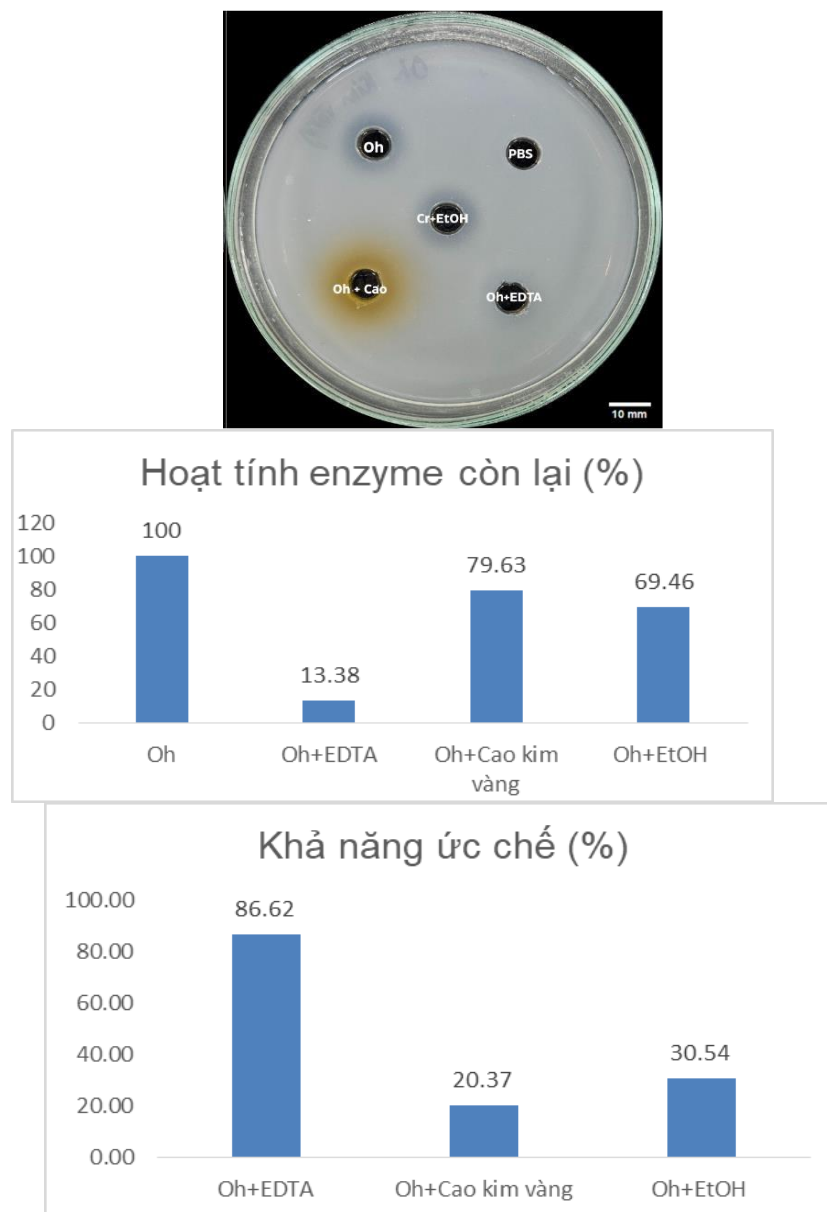 Oh
PBS
Cr+EtOH
Oh + Cao
Oh+EDTA
10 mm
Hoạt tính enzyme còn lại (%)
120
100
80
60
40
20
0
100
13.38
79.63
69.46
Oh
Oh+EDTA
Oh+Cao kim
vàng
Oh+EtOH
Khả năng ức chế (%)
100.00
80.00
60.00
40.00
20.00
0.00
86.62
20.37
30.54
Oh+EDTA
Oh+Cao kim vàng
Oh+EtOH